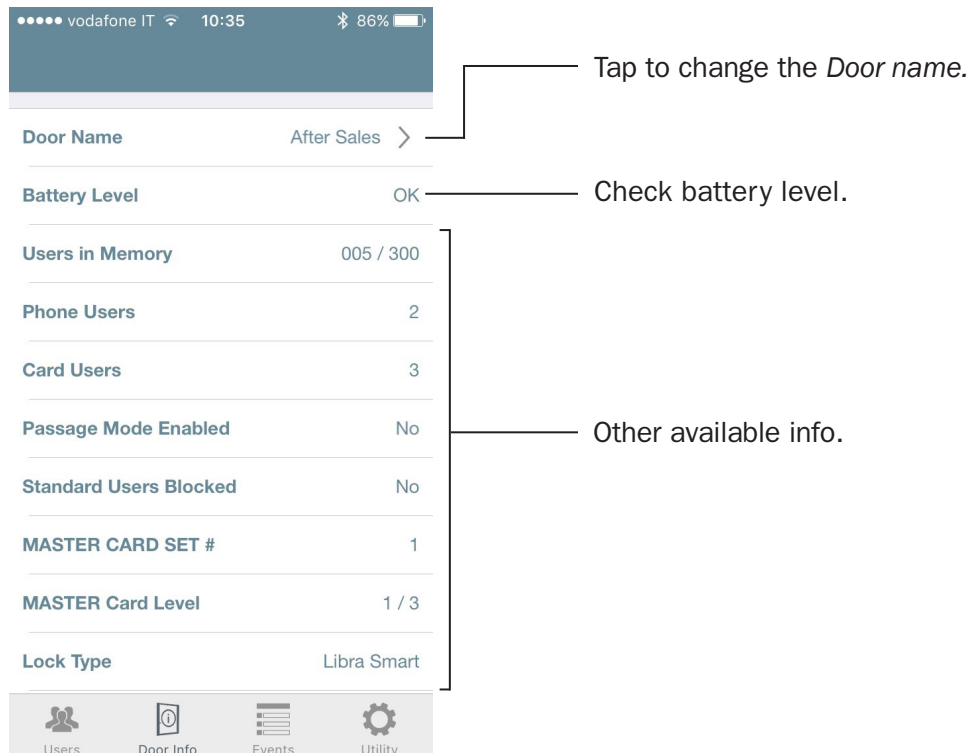 ●●●●● vodafone IT 10:35 86%
Tap to change the Door name.
Door Name After Sales >
Battery Level OK
Check battery level.
Users in Memory 005 / 300
Phone Users 2
Card Users 3
Passage Mode Enabled No
Other available info.
Standard Users Blocked No
MASTER CARD SET # 1
MASTER Card Level 1 / 3
Lock Type Libra Smart
Users Door Info Events Utility